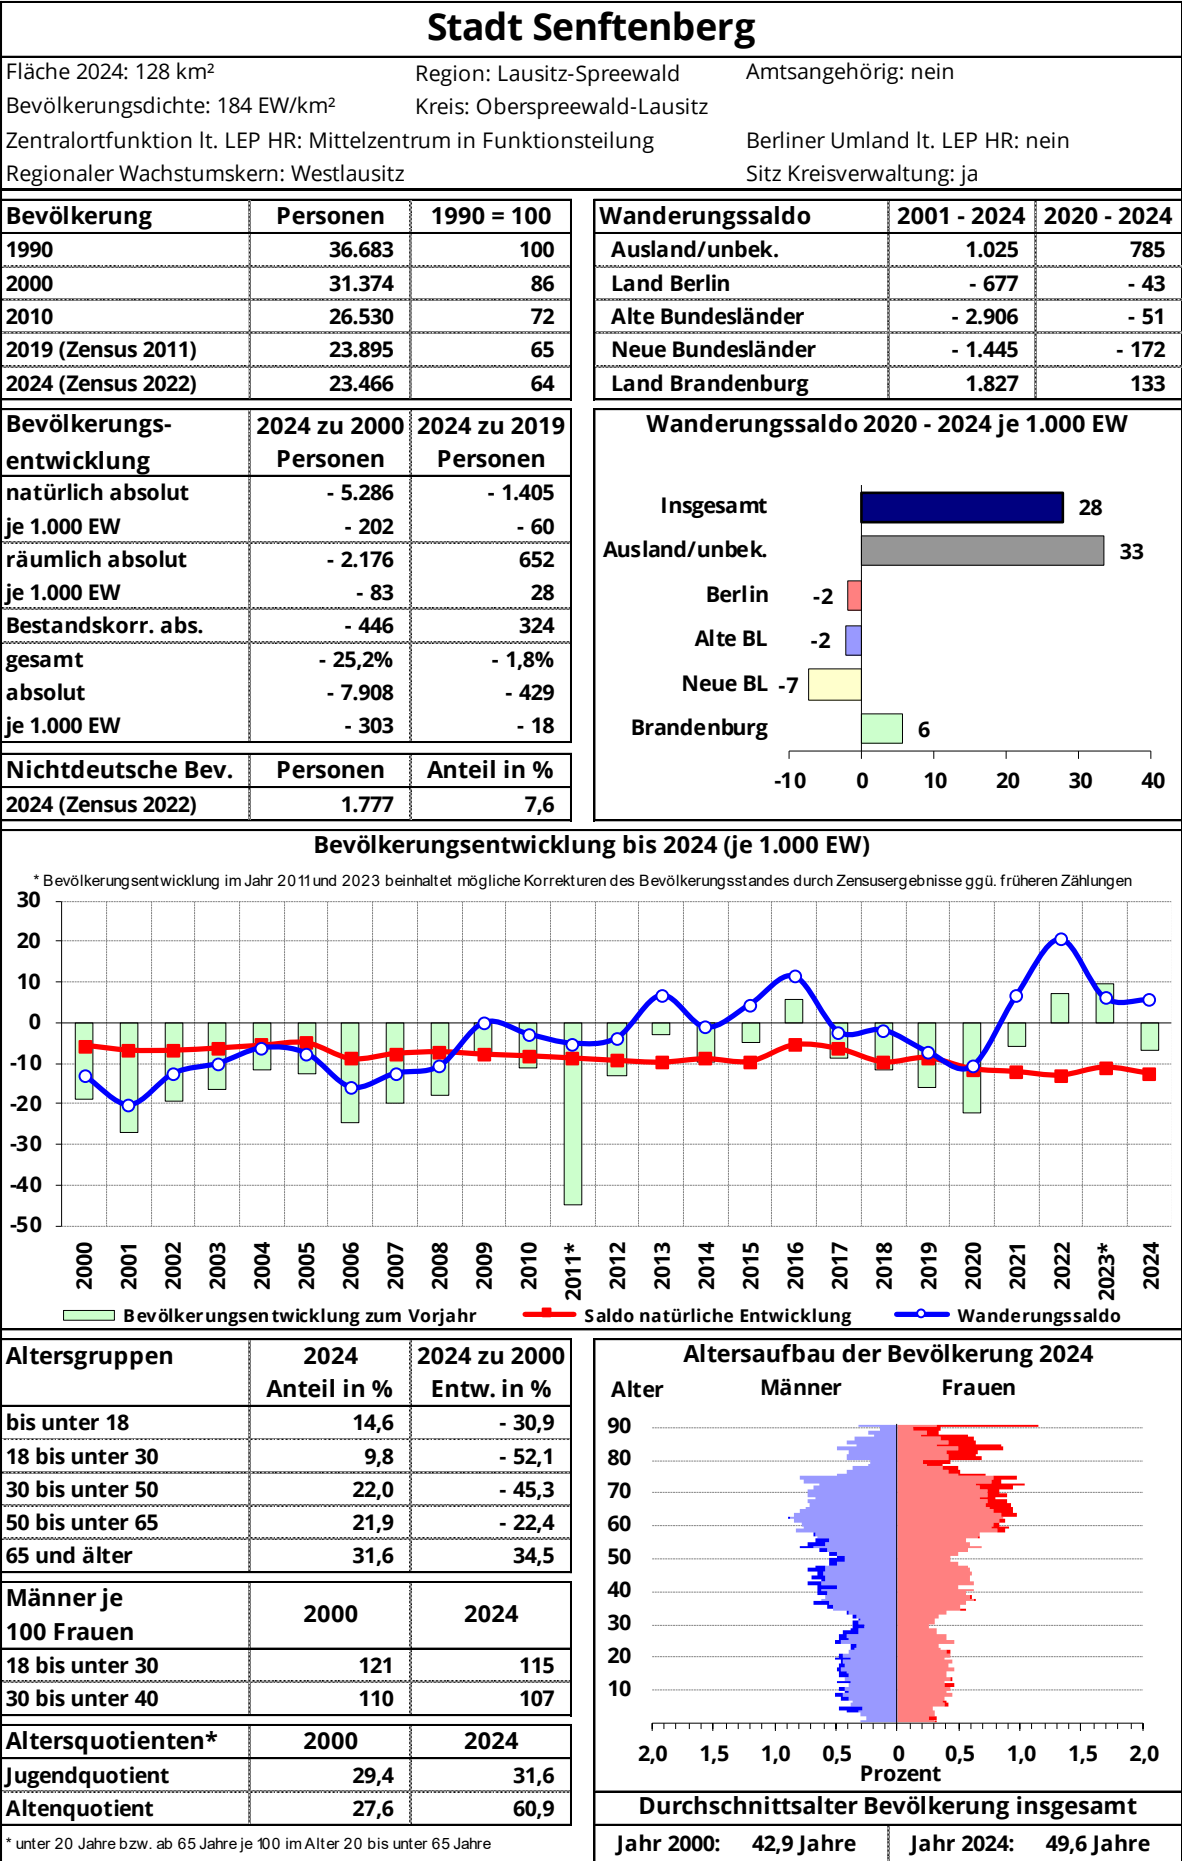 Stadt Senftenberg
Fläche 2024: 128 km² Region: Lausitz-Spreewald Amtsangehörig: nein
Bevölkerungsdichte: 184 EW/km² Kreis: Oberspreewald-Lausitz
Zentralortfunktion lt. LEP HR: Mittelzentrum in Funktionsteilung Berliner Umland lt. LEP HR: nein
Regionaler Wachstumskern: Westlausitz Sitz Kreisverwaltung: ja
Bevölkerung Personen 1990 = 100
1990 36.683 100
2000 31.374 86
2010 26.530 72
2019 (Zensus 2011) 23.895 65
2024 (Zensus 2022) 23.466 64
Wanderungssaldo 2001 - 2024 2020 - 2024
Ausland/unbek. 1.025 785
Land Berlin - 677 - 43
Alte Bundesländer - 2.906 - 51
Neue Bundesländer - 1.445 - 172
Land Brandenburg 1.827 133
Bevölkerungs- 2024 zu 2000 2024 zu 2019
entwicklung Personen Personen
natürlich absolut - 5.286 - 1.405
je 1.000 EW - 202 - 60
räumlich absolut - 2.176 652
je 1.000 EW - 83 28
Bestandskorr. abs. - 446 324
gesamt - 25,2% - 1,8%
absolut - 7.908 - 429
je 1.000 EW - 303 - 18
Nichtdeutsche Bev. Personen Anteil in %
2024 (Zensus 2022) 1.777 7,6
Wanderungssaldo 2020 - 2024 je 1.000 EW
Insgesamt 28
Ausland/unbek. 33
Berlin -2
Alte BL -2
Neue BL -7
Brandenburg 6
-10 0 10 20 30 40
Bevölkerungsentwicklung bis 2024 (je 1.000 EW)
* Bevölkerungsentwicklung im Jahr 2011 und 2023 beinhaltet mögliche Korrekturen des Bevölkerungsstandes durch Zensusergebnisse ggü. früheren Zählungen
30
20
10
0
-10
-20
-30
-40
-50
2000 2001 2002 2003 2004 2005 2006 2007 2008 2009 2010 2011* 2012 2013 2014 2015 2016 2017 2018 2019 2020 2021 2022 2023* 2024
Bevölkerungsentwicklung zum Vorjahr Saldo natürliche Entwicklung Wanderungssaldo
Altersgruppen 2024 2024 zu 2000
Anteil in % Entw. in %
bis unter 18 14,6 - 30,9
18 bis unter 30 9,8 - 52,1
30 bis unter 50 22,0 - 45,3
50 bis unter 65 21,9 - 22,4
65 und älter 31,6 34,5
Männer je
100 Frauen 2000 2024
18 bis unter 30 121 115
30 bis unter 40 110 107
Altersquotienten* 2000 2024
Jugendquotient 29,4 31,6
Altenquotient 27,6 60,9
* unter 20 Jahre bzw. ab 65 Jahre je 100 im Alter 20 bis unter 65 Jahre
Altersaufbau der Bevölkerung 2024
Alter Männer Frauen
90
80
70
60
50
40
30
20
10
2,0 1,5 1,0 0,5 0 0,5 1,0 1,5 2,0
Prozent
Durchschnittsalter Bevölkerung insgesamt
Jahr 2000: 42,9 Jahre Jahr 2024: 49,6 Jahre